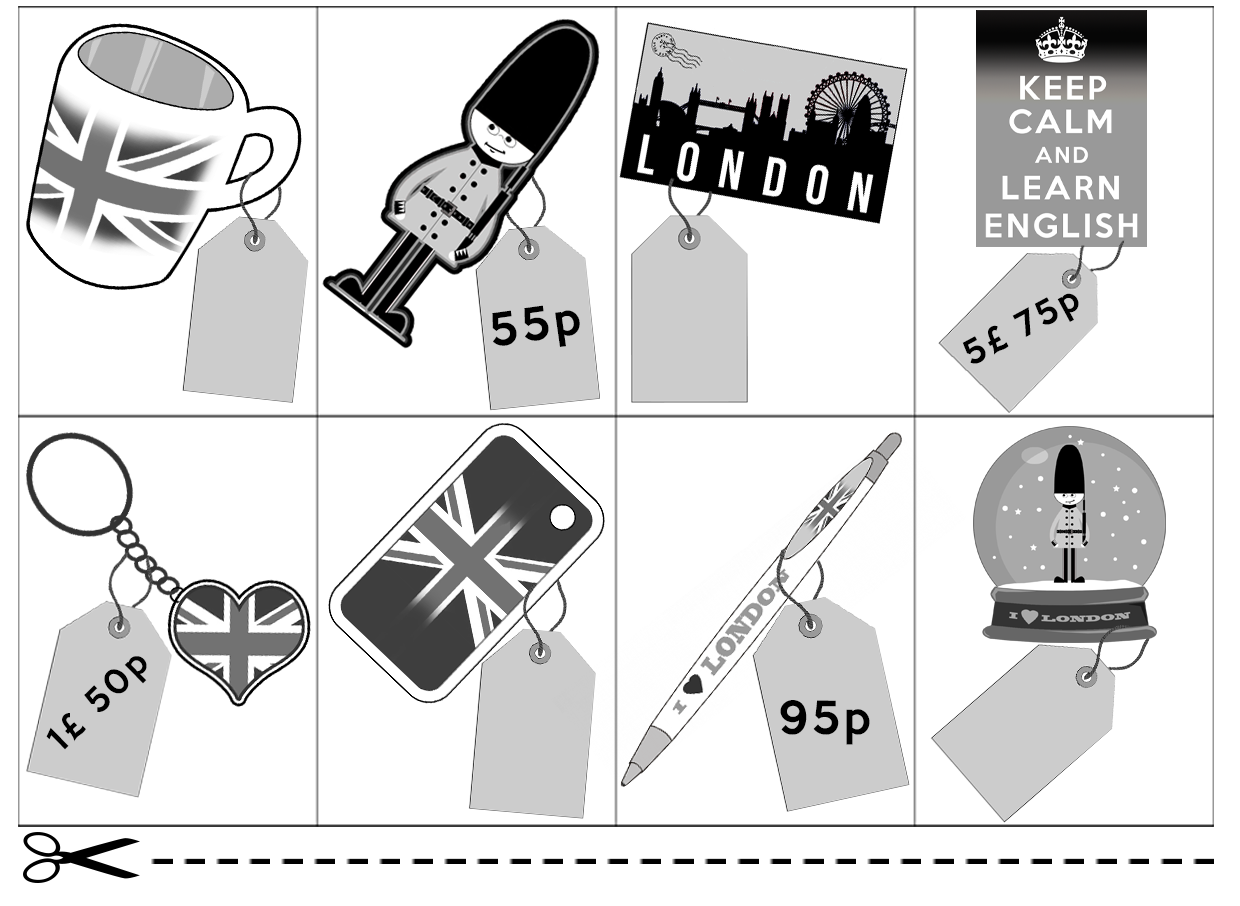 55p
LONDON
KEEP
CALM
AND
LEARN
ENGLISH
5£ 75p
1£ 50p
I ♥ LONDON
95p
I ♥ LONDON